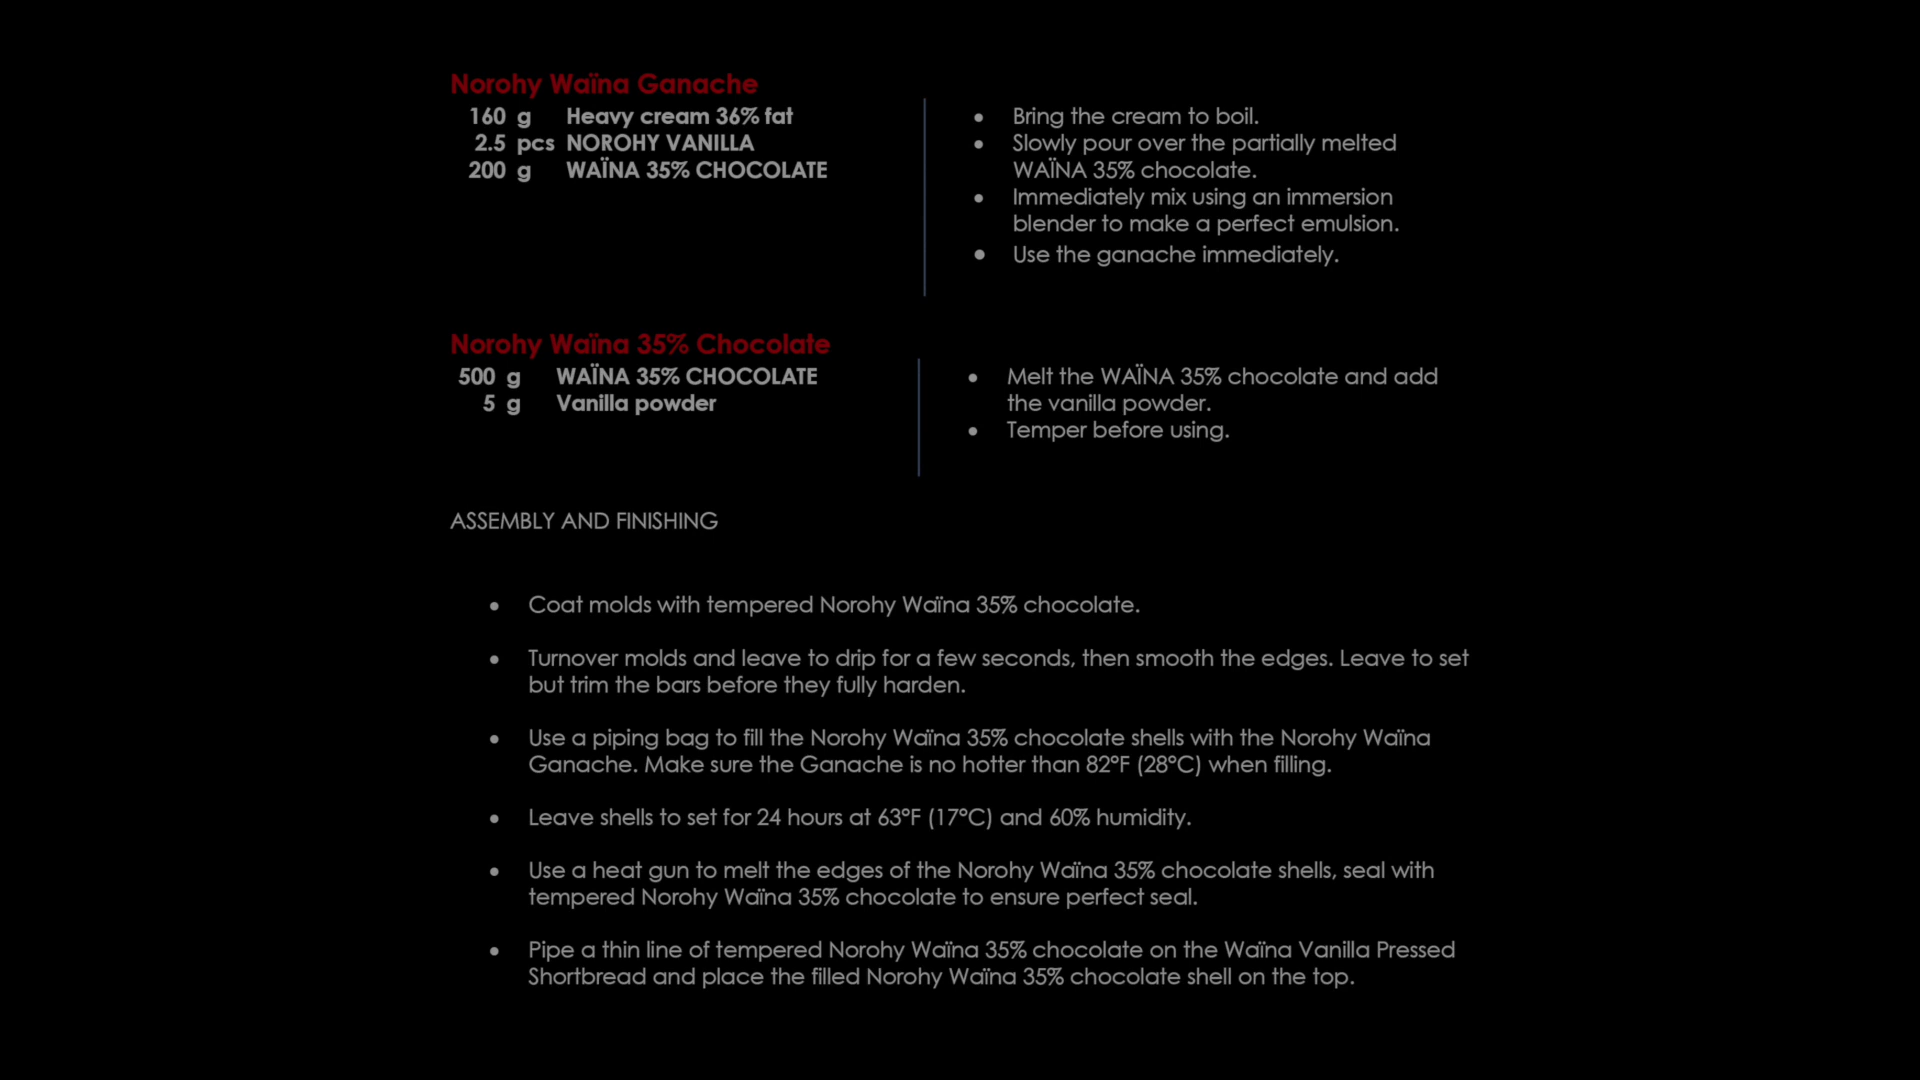 Norohy Waïna Ganache
160 g Heavy cream 36% fat
2.5 pcs NOROHY VANILLA
200 g WAÏNA 35% CHOCOLATE
• Bring the cream to boil.
• Slowly pour over the partially melted
WAÏNA 35% chocolate.
• Immediately mix using an immersion
blender to make a perfect emulsion.
• Use the ganache immediately.
Norohy Waïna 35% Chocolate
500 g WAÏNA 35% CHOCOLATE
5 g Vanilla powder
• Melt the WAÏNA 35% chocolate and add
the vanilla powder.
• Temper before using.
ASSEMBLY AND FINISHING
• Coat molds with tempered Norohy Waïna 35% chocolate.
• Turnover molds and leave to drip for a few seconds, then smooth the edges. Leave to set
but trim the bars before they fully harden.
• Use a piping bag to fill the Norohy Waïna 35% chocolate shells with the Norohy Waïna
Ganache. Make sure the Ganache is no hotter than 82°F (28°C) when filling.
• Leave shells to set for 24 hours at 63°F (17°C) and 60% humidity.
• Use a heat gun to melt the edges of the Norohy Waïna 35% chocolate shells, seal with
tempered Norohy Waïna 35% chocolate to ensure perfect seal.
• Pipe a thin line of tempered Norohy Waïna 35% chocolate on the Waïna Vanilla Pressed
Shortbread and place the filled Norohy Waïna 35% chocolate shell on the top.